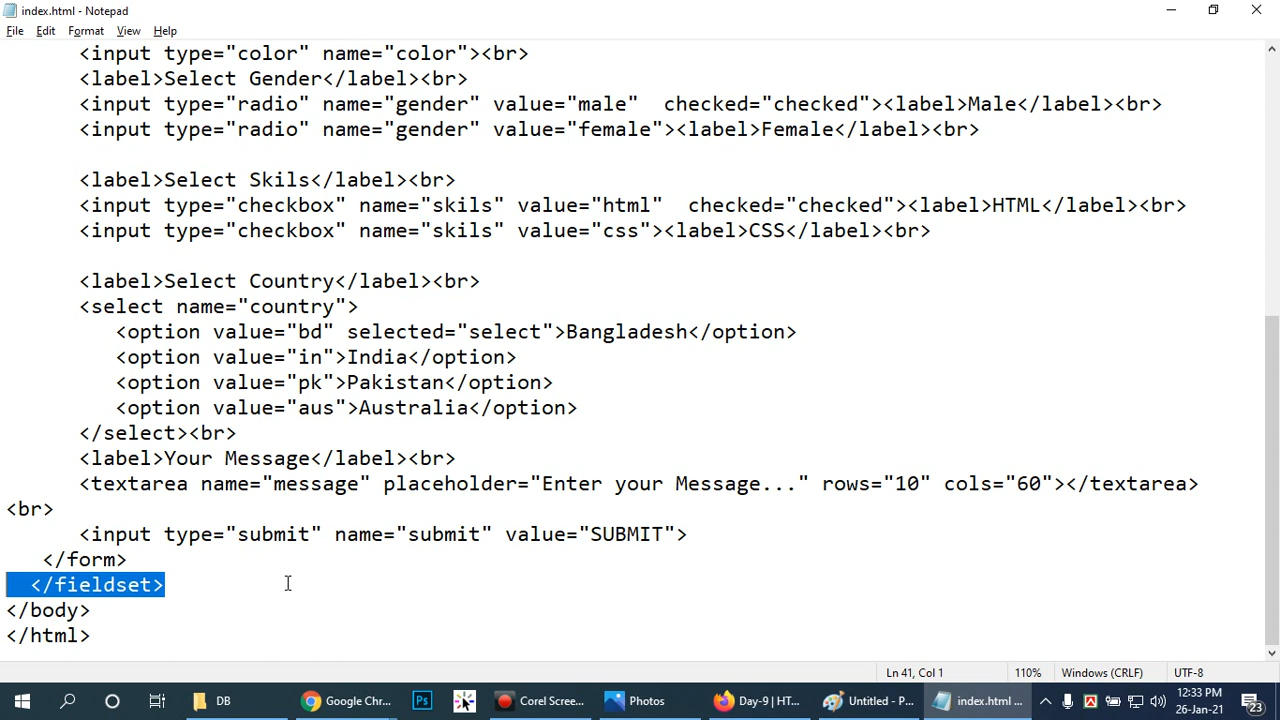 index.html - Notepad
File Edit Format View Help
<input type="color" name="color"><br>
<label>Select Gender</label><br>
<input type="radio" name="gender" value="male"  checked="checked"><label>Male</label><br>
<input type="radio" name="gender" value="female"><label>Female</label><br>
<label>Select Skils</label><br>
<input type="checkbox" name="skils" value="html"  checked="checked"><label>HTML</label><br>
<input type="checkbox" name="skils" value="css"><label>CSS</label><br>
<label>Select Country</label><br>
<select name="country">
<option value="bd" selected="select">Bangladesh</option>
<option value="in">India</option>
<option value="pk">Pakistan</option>
<option value="aus">Australia</option>
</select><br>
<label>Your Message</label><br>
<textarea name="message" placeholder="Enter your Message..." rows="10" cols="60"></textarea>
<br>
<input type="submit" name="submit" value="SUBMIT">
</form>
</fieldset>
</body>
</html>
Ln 41, Col 1 110% Windows (CRLF) UTF-8
DB Google Chr... Ps Corel Scree... Photos Day-9 | HT... Untitled - P... index.html ... 12:33 PM
26-Jan-21 23